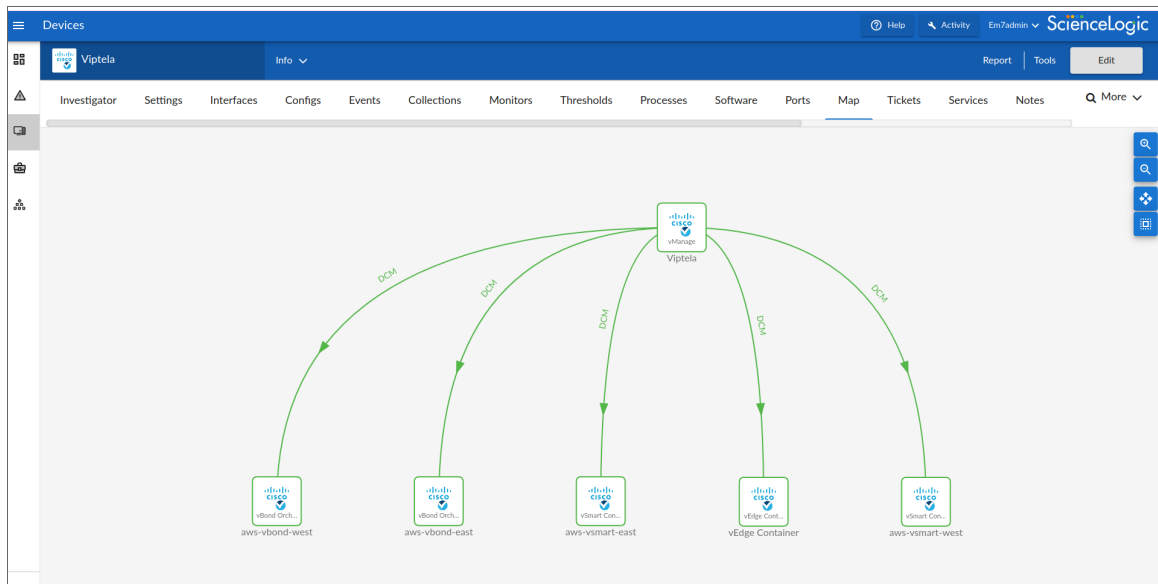 Devices
Help
Activity
Em7admin
ScienceLogic
CISCO
Viptela
Info
Report
Tools
Edit
Investigator
Settings
Interfaces
Configs
Events
Collections
Monitors
Thresholds
Processes
Software
Ports
Map
Tickets
Services
Notes
More
CISCO
vManage
Viptela
DCM
DCM
DCM
DCM
DCM
CISCO
vBond Orch...
aws-vbond-west
CISCO
vBond Orch...
aws-vbond-east
CISCO
vSmart Con...
aws-vsmart-east
CISCO
vEdge Cont...
vEdge Container
CISCO
vSmart Con...
aws-vsmart-west